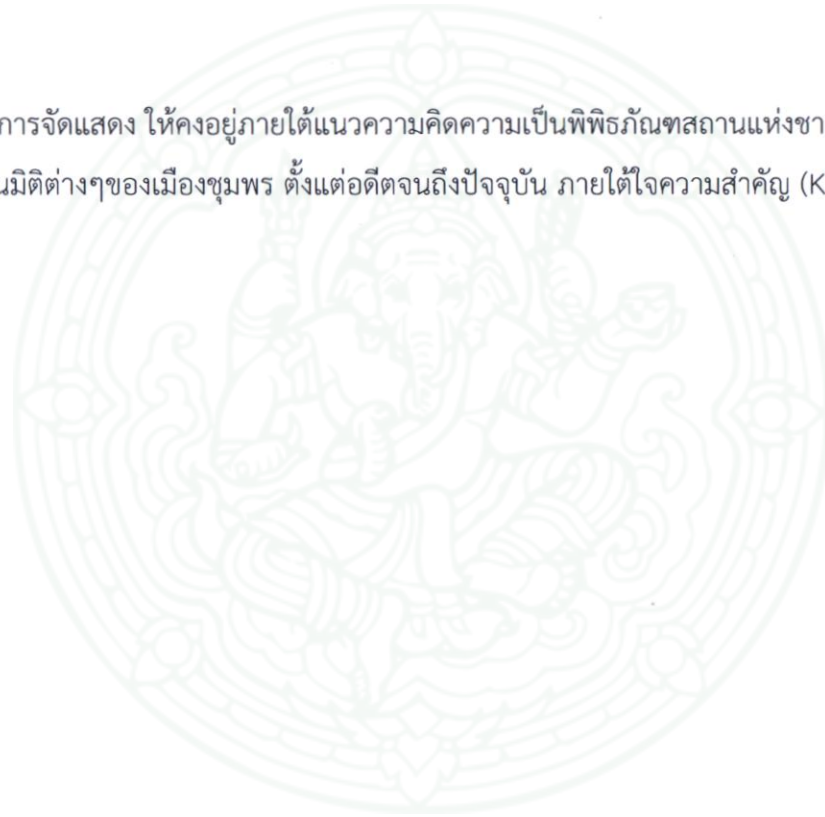 การจัดแสดง ให้คงอยู่ภายใต้แนวความคิดความเป็นพิพิธภัณฑสถานแห่งชา
นมิติต่างๆของเมืองชุมพร ตั้งแต่อดีตจนถึงปัจจุบัน ภายใต้ใจความสำคัญ (K